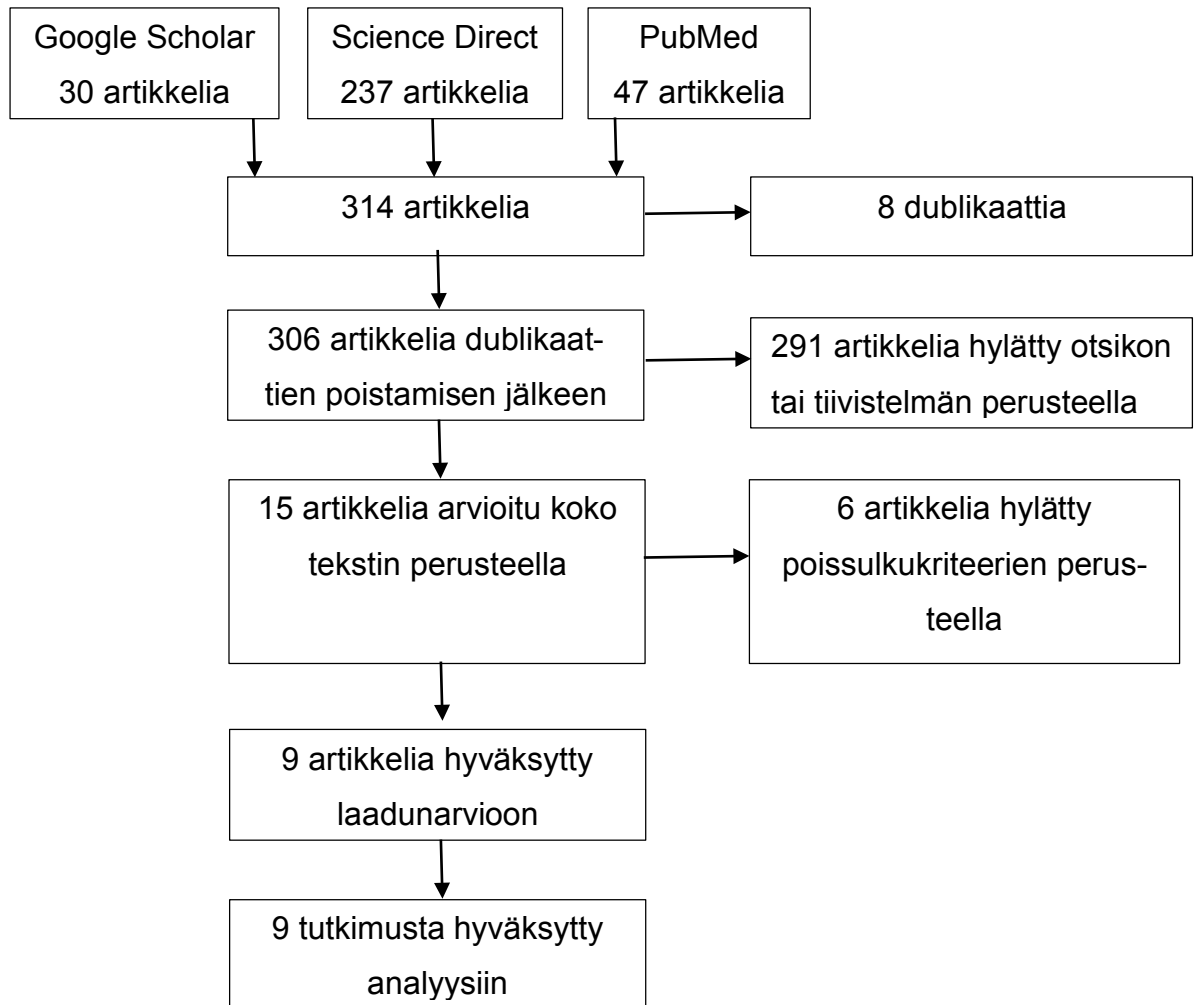 Google Scholar
30 artikkelia
Science Direct
237 artikkelia
PubMed
47 artikkelia
314 artikkelia
8 dublikaattia
306 artikkelia dublikaat-
tien poistamisen jälkeen
291 artikkelia hylätty otsikon
tai tiivistelmän perusteella
15 artikkelia arvioitu koko
tekstin perusteella
6 artikkelia hylätty
poissulkukriteerien perus-
teella
9 artikkelia hyväksytty
laadunarvioon
9 tutkimusta hyväksytty
analyysiin